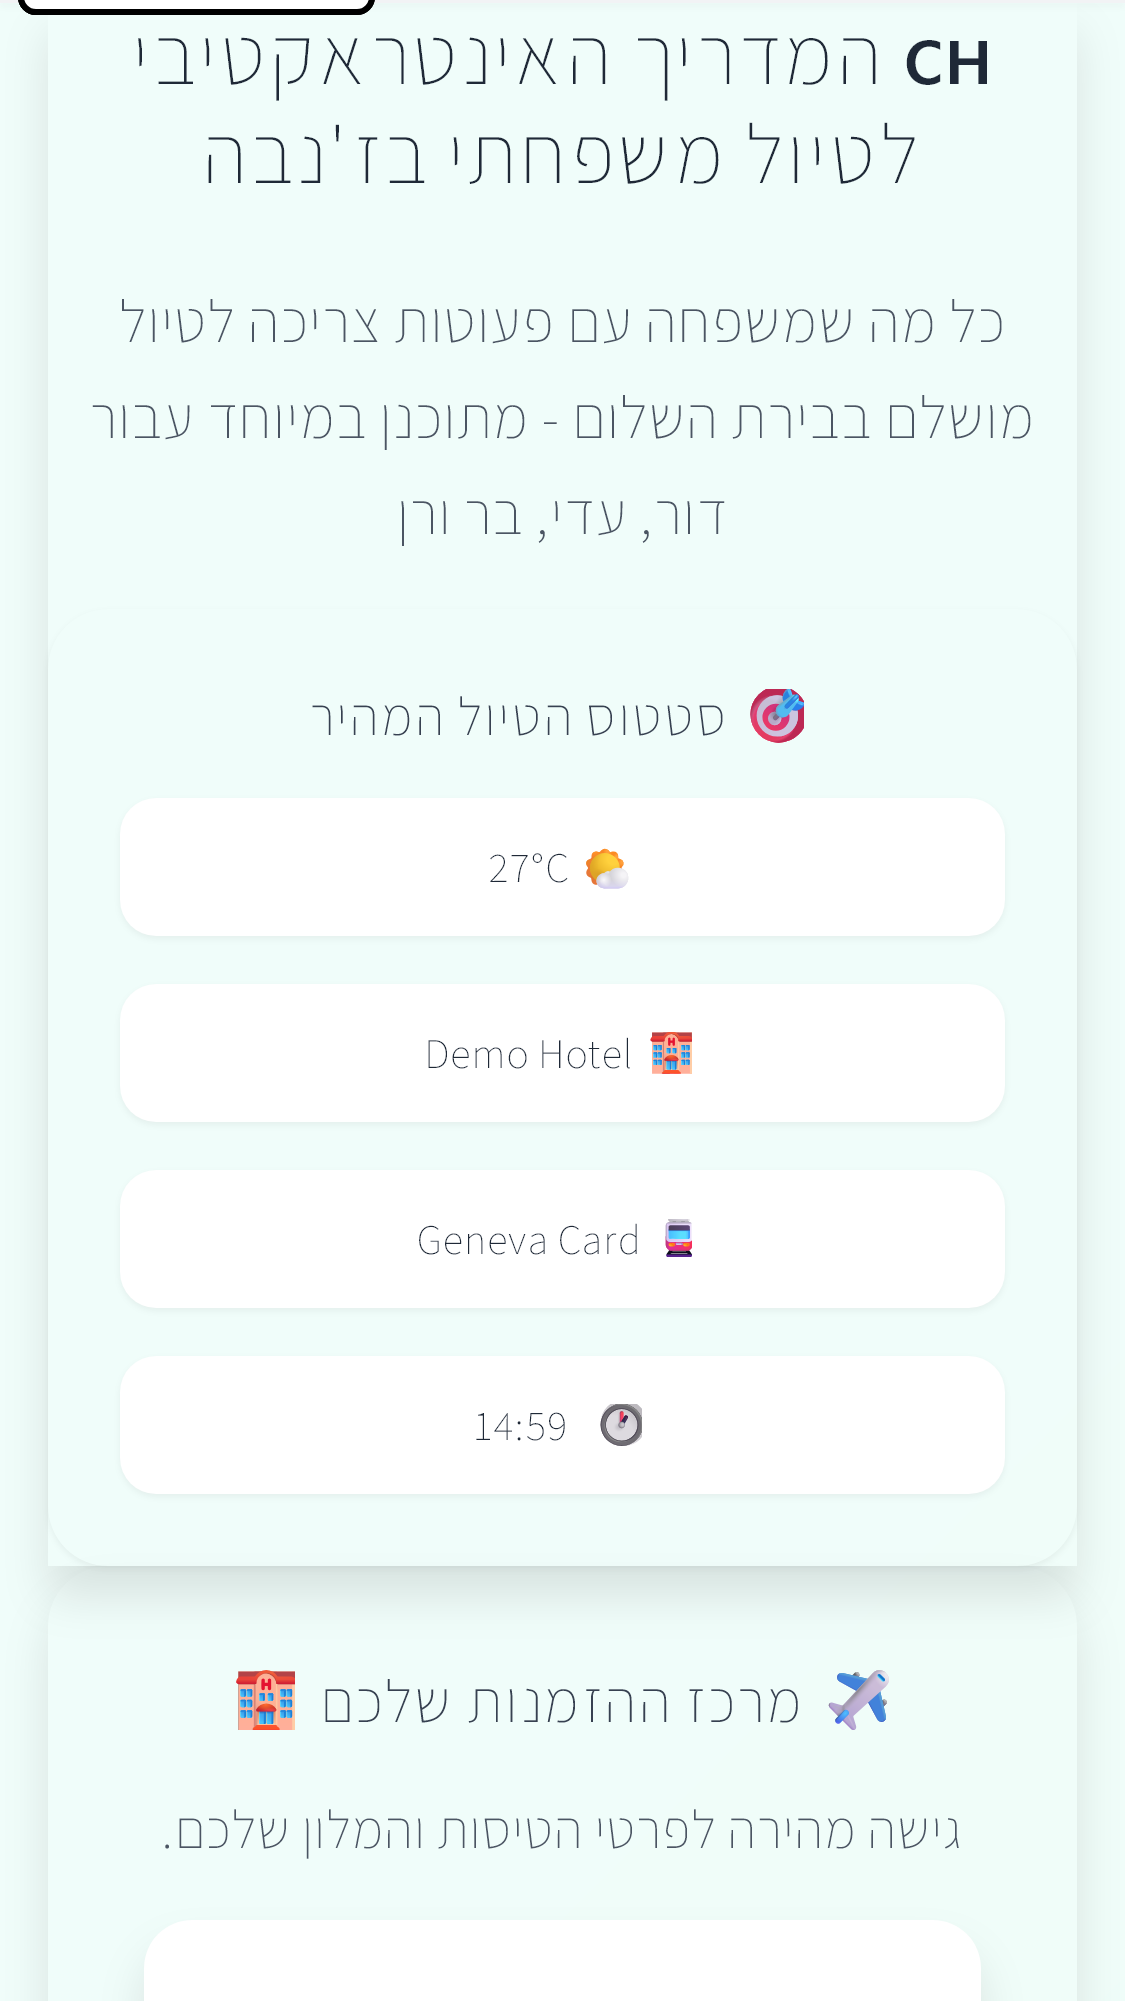 CH המדריך האינטראקטיבי
לטיול משפחתי בז'נבה
כל מה שמשפחה עם פעוטות צריכה לטיול
מושלם בבירת השלום - מתוכנן במיוחד עבור
דור, עדי, בר ורן
סטטוס הטיול המהיר
27°C
Demo Hotel
Geneva Card
14:59
מרכז ההזמנות שלכם
גישה מהירה לפרטי הטיסות והמלון שלכם.